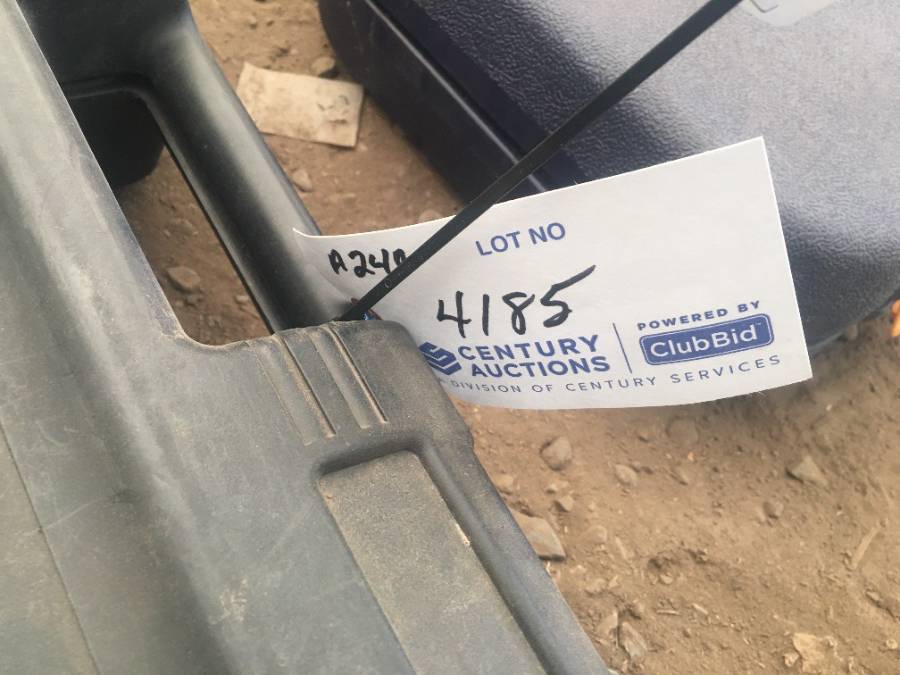 LOT NO
4185
CENTURY
AUCTIONS
DIVISION OF CENTURY SERVICES
POWERED BY
ClubBid